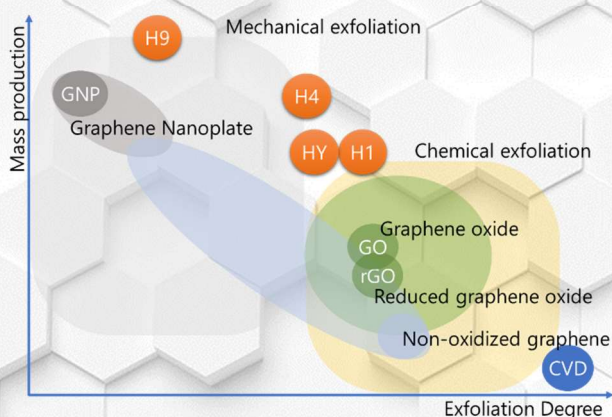 H9
Mechanical exfoliation
GNP
H4
Graphene Nanoplate
HY
H1
Chemical exfoliation
Graphene oxide
GO
rGO
Reduced graphene oxide
Non-oxidized graphene
CVD
Mass production
Exfoliation Degree